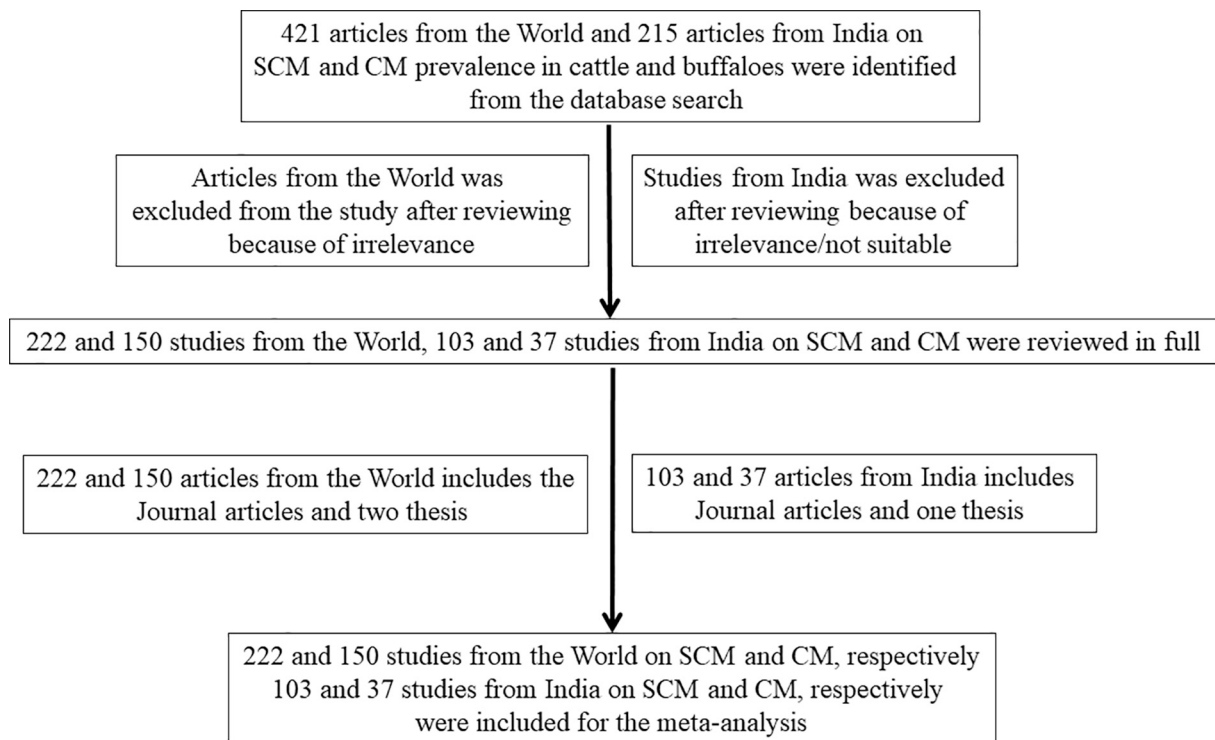 421 articles from the World and 215 articles from India on
SCM and CM prevalence in cattle and buffaloes were identified
from the database search
Articles from the World was
excluded from the study after reviewing
because of irrelevance
Studies from India was excluded
after reviewing because of
irrelevance/not suitable
222 and 150 studies from the World, 103 and 37 studies from India on SCM and CM were reviewed in full
222 and 150 articles from the World includes the
Journal articles and two thesis
103 and 37 articles from India includes
Journal articles and one thesis
222 and 150 studies from the World on SCM and CM, respectively
103 and 37 studies from India on SCM and CM, respectively
were included for the meta-analysis